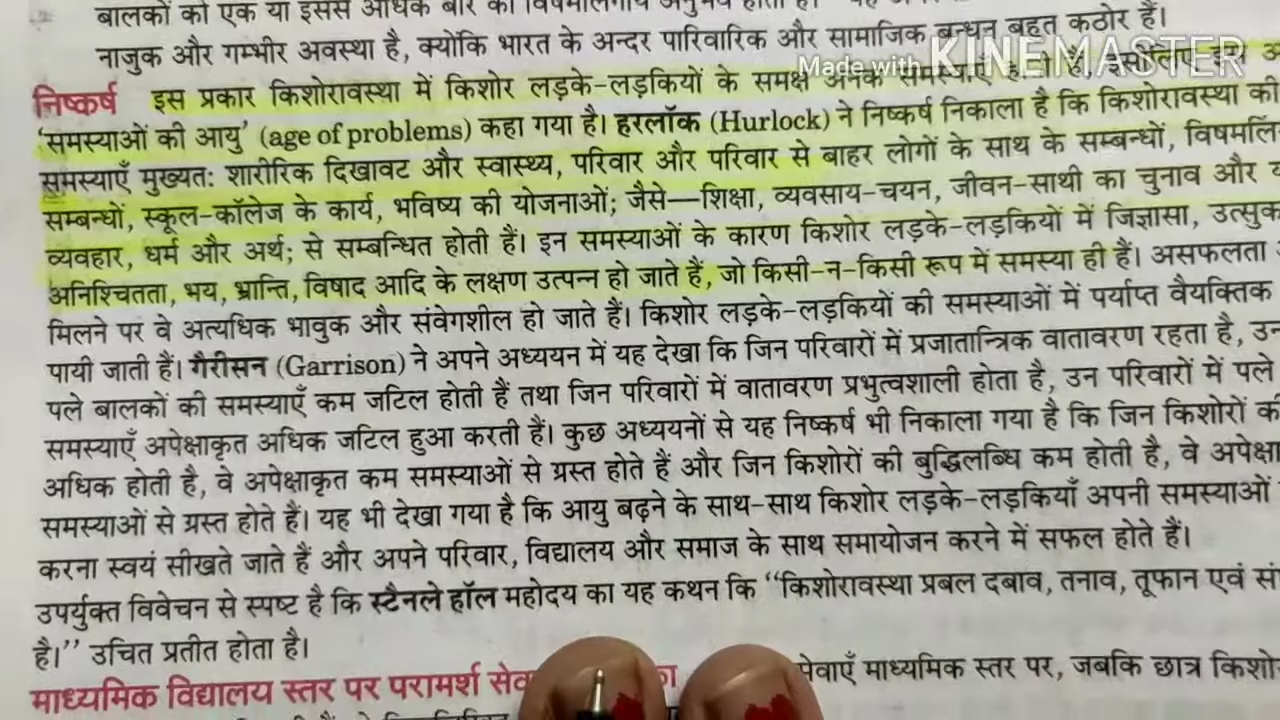 बालकों को एक या इससे अधिक बार का विषमलिंगीय अनुभव होता है।
नाजुक और गम्भीर अवस्था है, क्योंकि भारत के अन्दर पारिवारिक और सामाजिक बन्धन बहुत कठोर हैं।
Made with KINEMASTER
निष्कर्ष इस प्रकार किशोरावस्था में किशोर लड़के-लड़कियों के समक्ष अनेक समस्याएँ होती हैं, इसीलिए इस
‘समस्याओं की आयु’ (age of problems) कहा गया है। हरलॉक (Hurlock) ने निष्कर्ष निकाला है कि किशोरावस्था की
समस्याएँ मुख्यतः शारीरिक दिखावट और स्वास्थ्य, परिवार और परिवार से बाहर लोगों के साथ के सम्बन्धों, विषमलिं
सम्बन्धों, स्कूल-कॉलेज के कार्य, भविष्य की योजनाओं; जैसे—शिक्षा, व्यवसाय-चयन, जीवन-साथी का चुनाव और
व्यवहार, धर्म और अर्थ; से सम्बन्धित होती हैं। इन समस्याओं के कारण किशोर लड़के-लड़कियों में जिज्ञासा, उत्सुक
अनिश्चितता, भय, भ्रान्ति, विषाद आदि के लक्षण उत्पन्न हो जाते हैं, जो किसी-न-किसी रूप में समस्या ही हैं। असफलता
मिलने पर वे अत्यधिक भावुक और संवेगशील हो जाते हैं। किशोर लड़के-लड़कियों की समस्याओं में पर्याप्त वैयक्तिक
पायी जाती हैं। गैरीसन (Garrison) ने अपने अध्ययन में यह देखा कि जिन परिवारों में प्रजातान्त्रिक वातावरण रहता है, उन
पले बालकों की समस्याएँ कम जटिल होती हैं तथा जिन परिवारों में वातावरण प्रभुत्वशाली होता है, उन परिवारों में पले
समस्याएँ अपेक्षाकृत अधिक जटिल हुआ करती हैं। कुछ अध्ययनों से यह निष्कर्ष भी निकाला गया है कि जिन किशोरों की
अधिक होती है, वे अपेक्षाकृत कम समस्याओं से ग्रस्त होते हैं और जिन किशोरों की बुद्धिलब्धि कम होती है, वे अपेक्षा
समस्याओं से ग्रस्त होते हैं। यह भी देखा गया है कि आयु बढ़ने के साथ-साथ किशोर लड़के-लड़कियाँ अपनी समस्याओं
करना स्वयं सीखते जाते हैं और अपने परिवार, विद्यालय और समाज के साथ समायोजन करने में सफल होते हैं।
उपर्युक्त विवेचन से स्पष्ट है कि स्टैनले हॉल महोदय का यह कथन कि “किशोरावस्था प्रबल दबाव, तनाव, तूफान एवं सं
है।” उचित प्रतीत होता है।
माध्यमिक विद्यालय स्तर पर परामर्श सेवा का सेवाएँ माध्यमिक स्तर पर, जबकि छात्र किशो